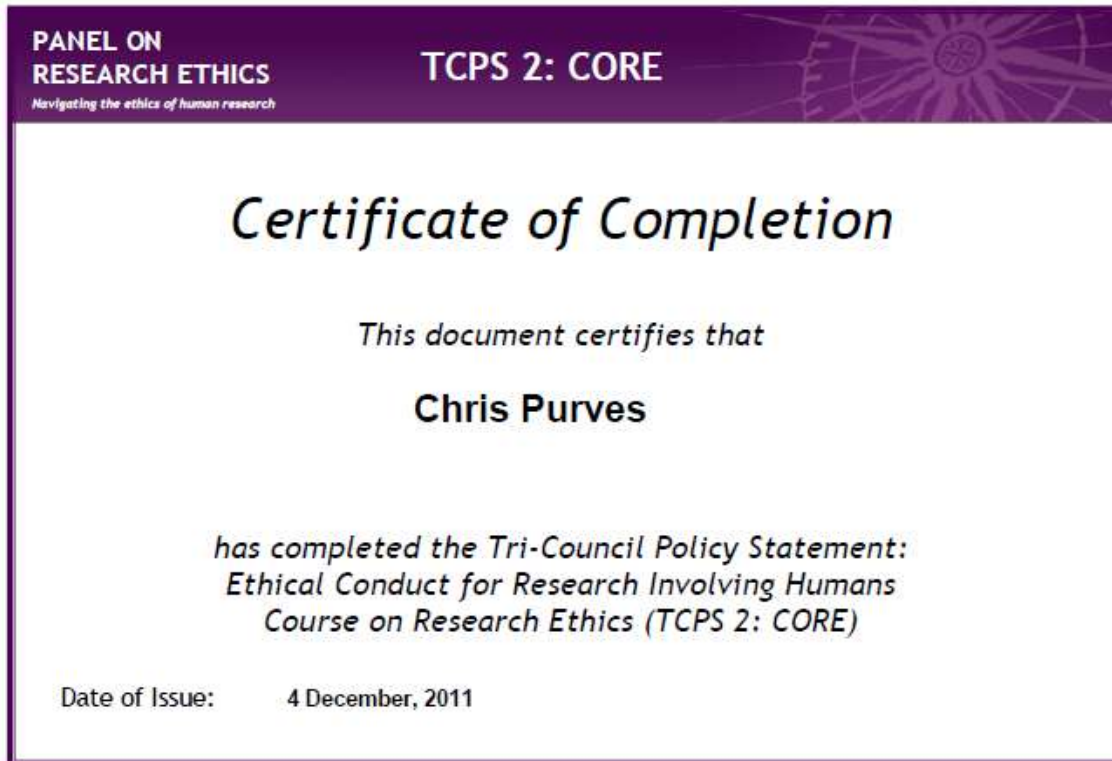 PANEL ON
RESEARCH ETHICS
Navigating the ethics of human research
TCPS 2: CORE
Certificate of Completion
This document certifies that
Chris Purves
has completed the Tri-Council Policy Statement:
Ethical Conduct for Research Involving Humans
Course on Research Ethics (TCPS 2: CORE)
Date of Issue: 4 December, 2011